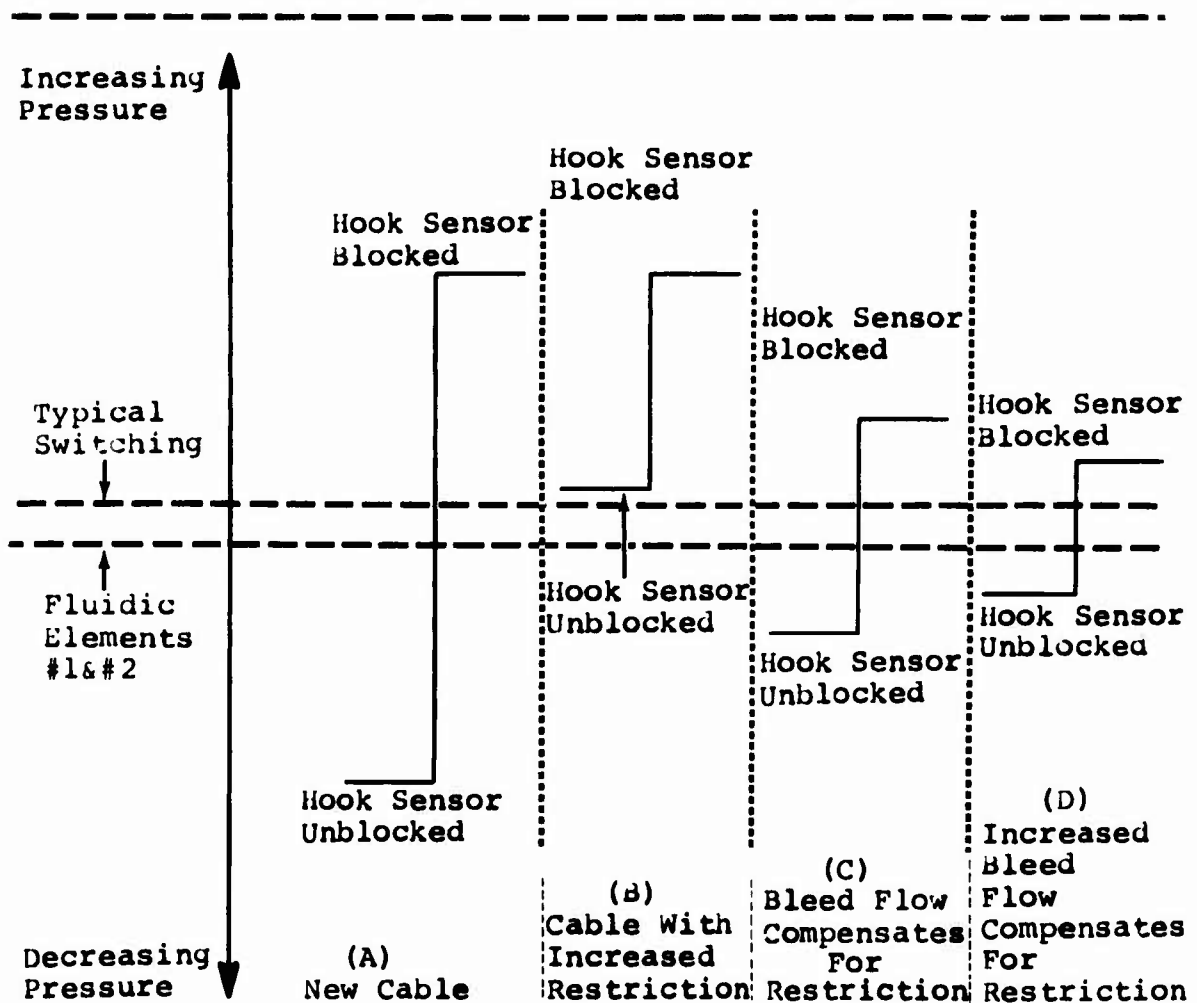 Increasing
Pressure
Hook Sensor
Blocked
Hook Sensor
Blocked
Hook Sensor
Blocked
Hook Sensor
Blocked
Typical
Switching
Fluidic
Elements
#1&#2
Hook Sensor
Unblocked
Hook Sensor
Unblocked
Hook Sensor
Unblocked
Hook Sensor
Unblocked
Decreasing
Pressure
(A)
New Cable
(B)
Cable With
Increased
Restriction
(C)
Bleed Flow
Compensates
For
Restriction
(D)
Increased
Bleed
Flow
Compensates
For
Restriction